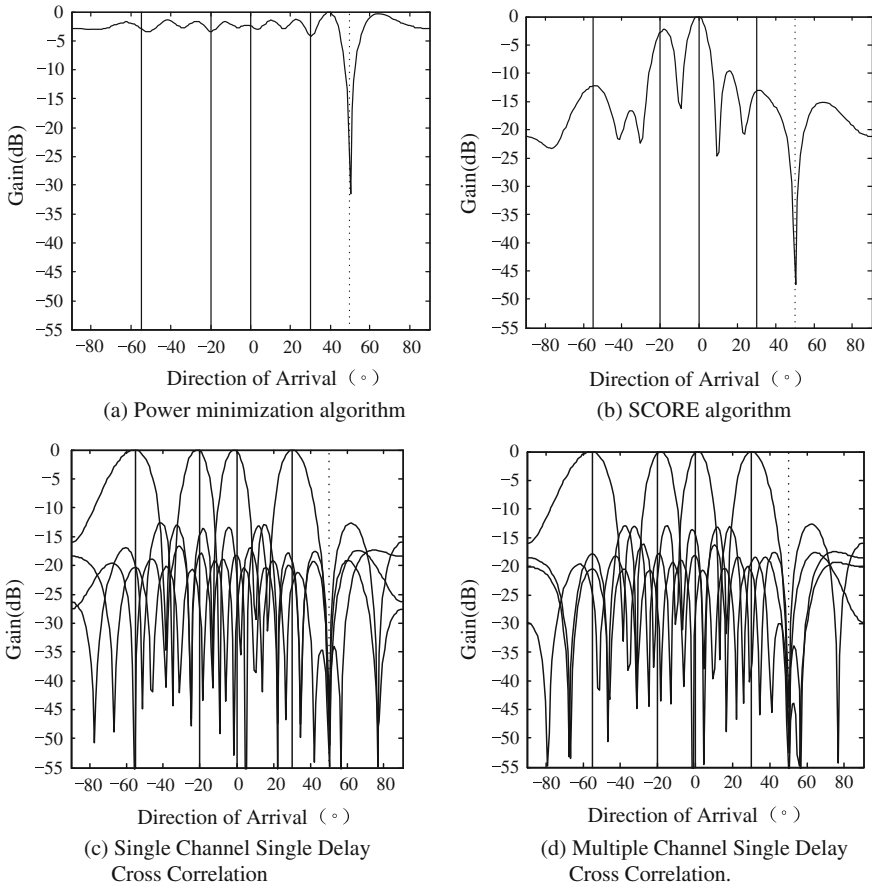 0
−5
−10
−15
−20
−25
−30
−35
−40
−45
−50
−55
Gain(dB)
−80 −60 −40 −20 0 20 40 60 80
Direction of Arrival (°)
(a) Power minimization algorithm
0
−5
−10
−15
−20
−25
−30
−35
−40
−45
−50
−55
Gain(dB)
−80 −60 −40 −20 0 20 40 60 80
Direction of Arrival (°)
(b) SCORE algorithm
0
−5
−10
−15
−20
−25
−30
−35
−40
−45
−50
−55
Gain(dB)
−80 −60 −40 −20 0 20 40 60 80
Direction of Arrival (°)
(c) Single Channel Single Delay
Cross Correlation
0
−5
−10
−15
−20
−25
−30
−35
−40
−45
−50
−55
Gain(dB)
−80 −60 −40 −20 0 20 40 60 80
Direction of Arrival (°)
(d) Multiple Channel Single Delay
Cross Correlation.